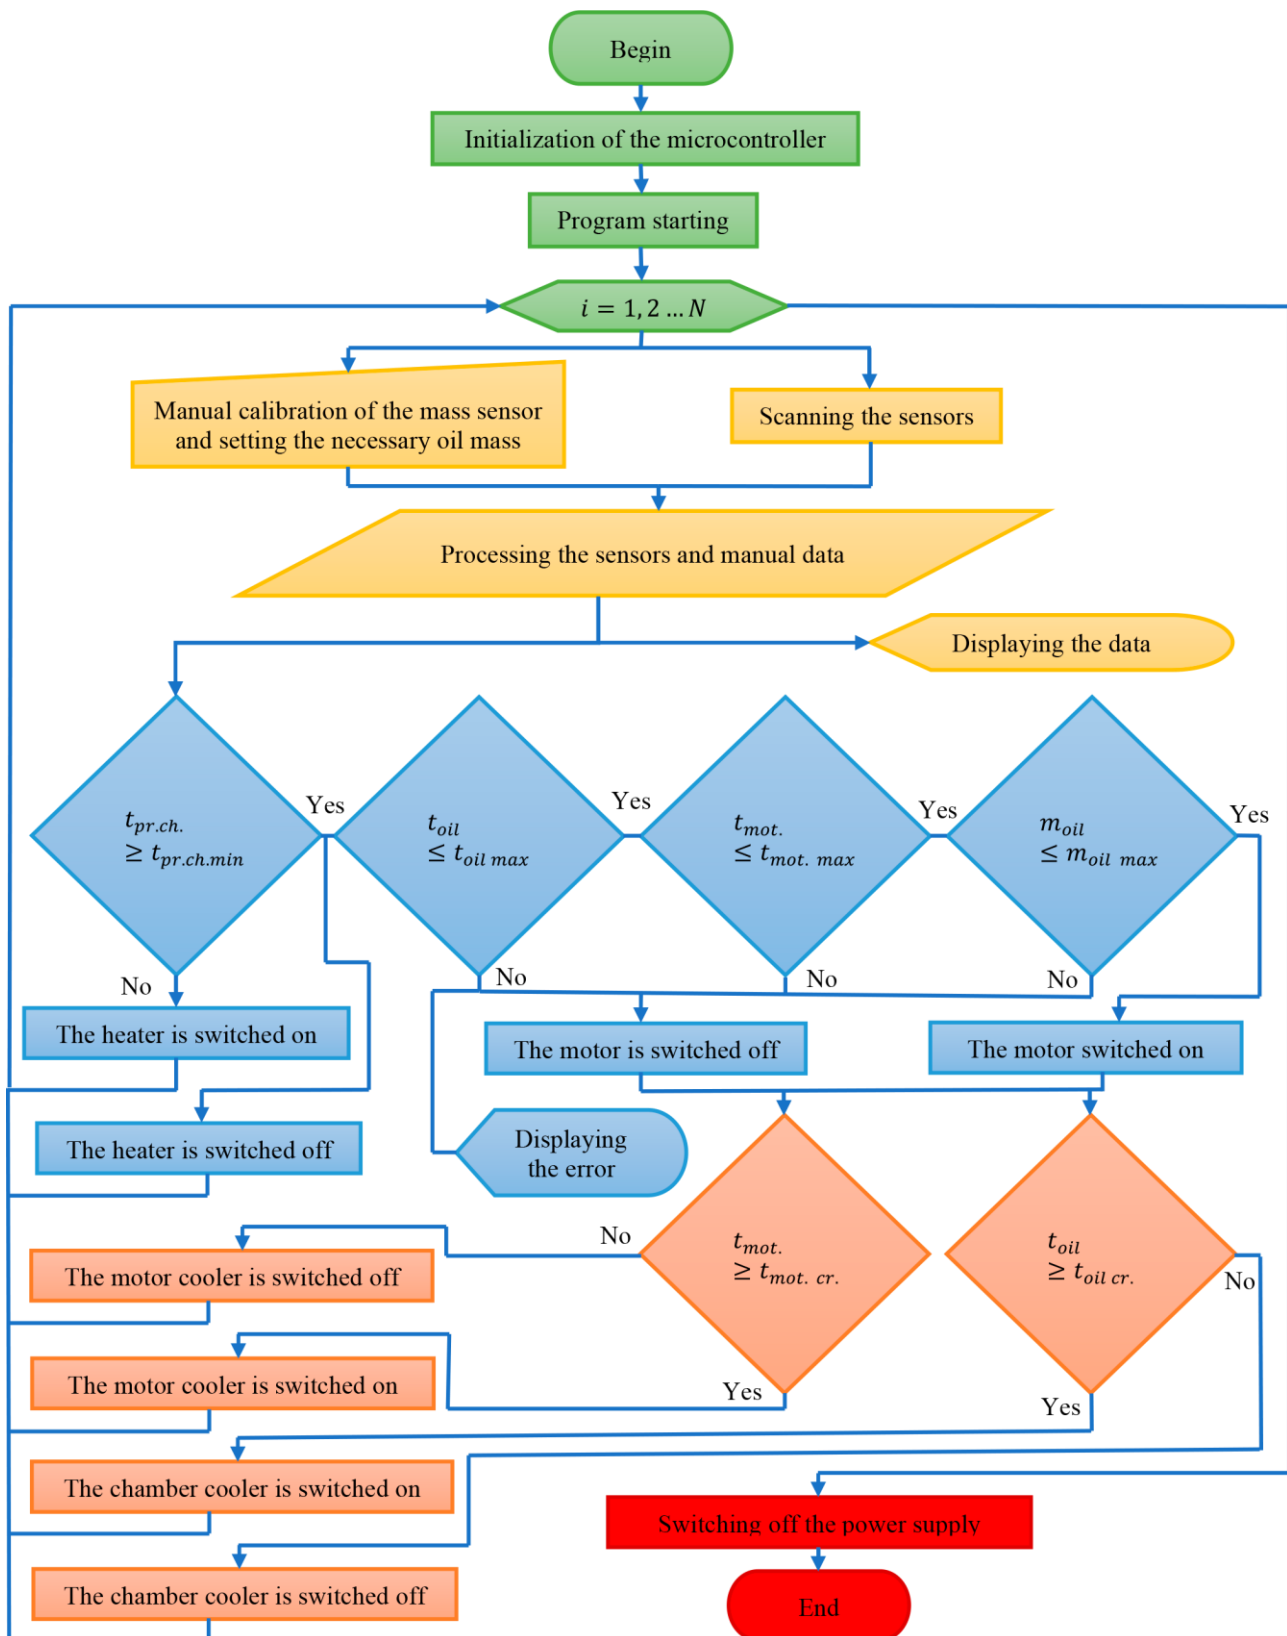 Begin
Initialization of the microcontroller
Program starting
i = 1, 2 … N
Manual calibration of the mass sensor
and setting the necessary oil mass
Scanning the sensors
Processing the sensors and manual data
Displaying the data
Yes
Yes
Yes
Yes
t_pr.ch.
≥ t_pr.ch.min
t_oil
≤ t_oil max
t_mot.
≤ t_mot. max
m_oil
≤ m_oil max
No
No
No
No
The heater is switched on
The motor is switched off
The motor switched on
The heater is switched off
Displaying
the error
No
t_mot.
≥ t_mot. cr.
t_oil
≥ t_oil cr.
No
The motor cooler is switched off
The motor cooler is switched on
Yes
Yes
The chamber cooler is switched on
Switching off the power supply
The chamber cooler is switched off
End